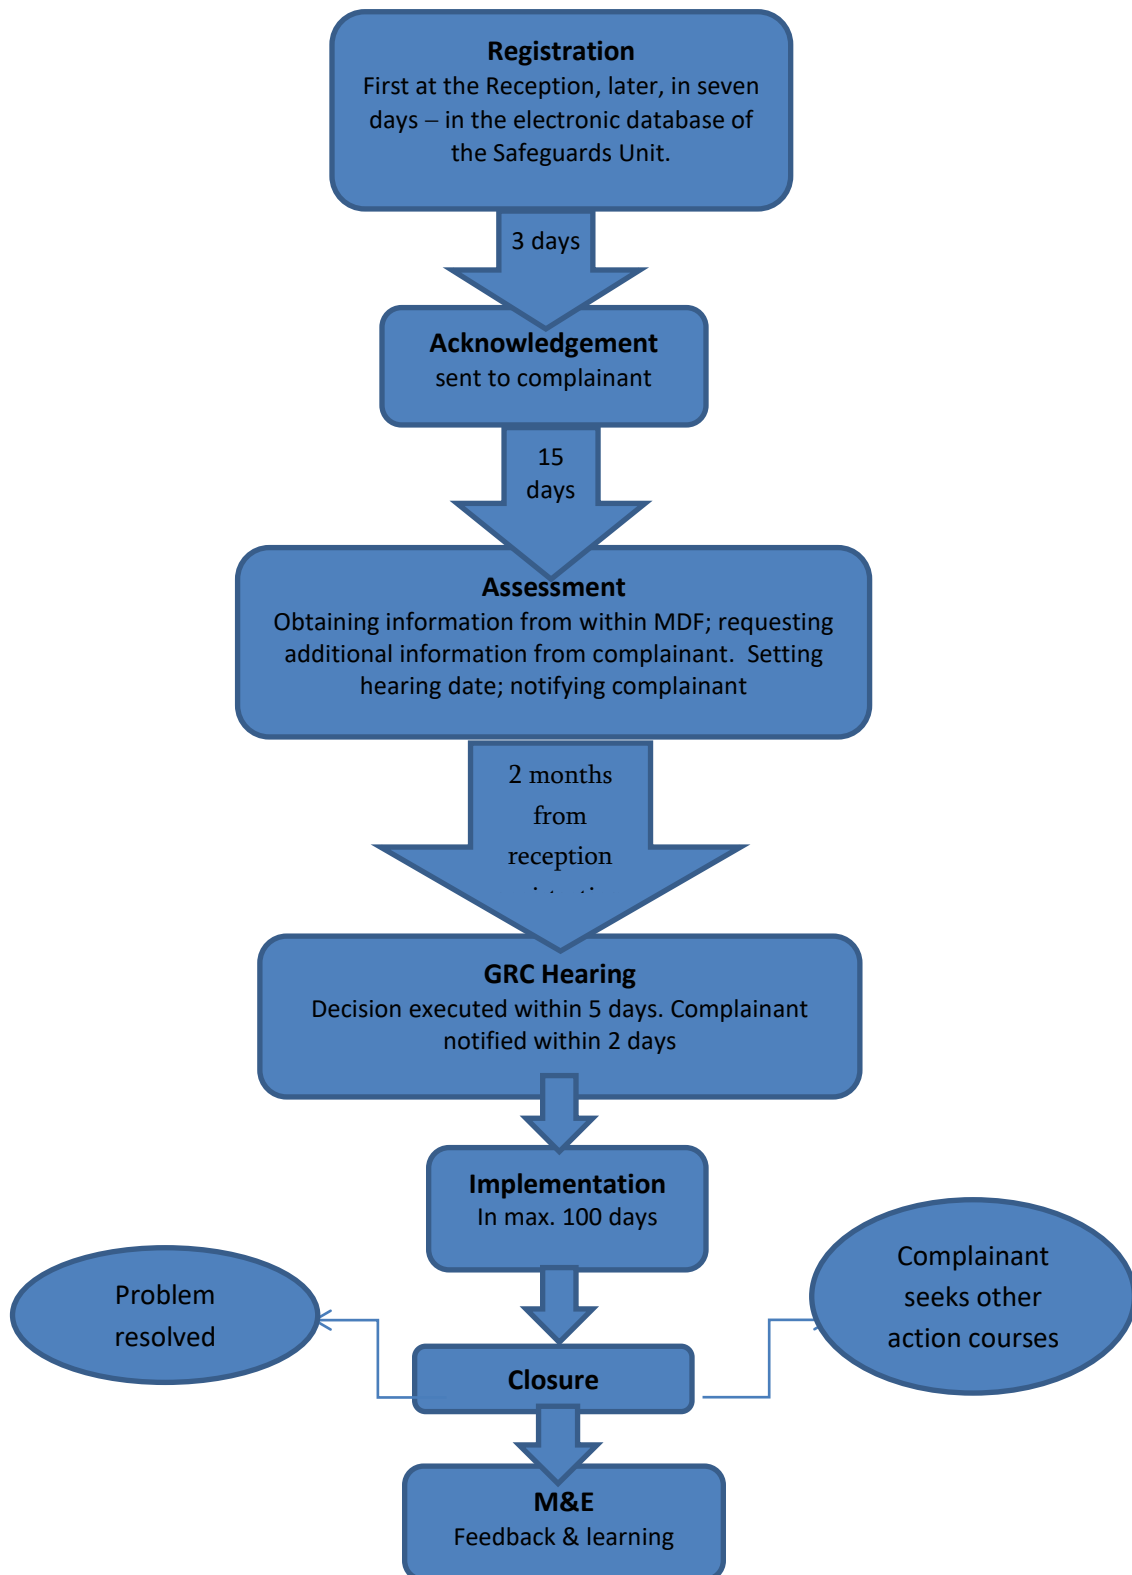 Registration
First at the Reception, later, in seven
days – in the electronic database of
the Safeguards Unit.
3 days
Acknowledgement
sent to complainant
15
days
Assessment
Obtaining information from within MDF; requesting
additional information from complainant.  Setting
hearing date; notifying complainant
2 months
from
reception
GRC Hearing
Decision executed within 5 days. Complainant
notified within 2 days
Implementation
In max. 100 days
Problem
resolved
Complainant
seeks other
action courses
Closure
M&E
Feedback & learning